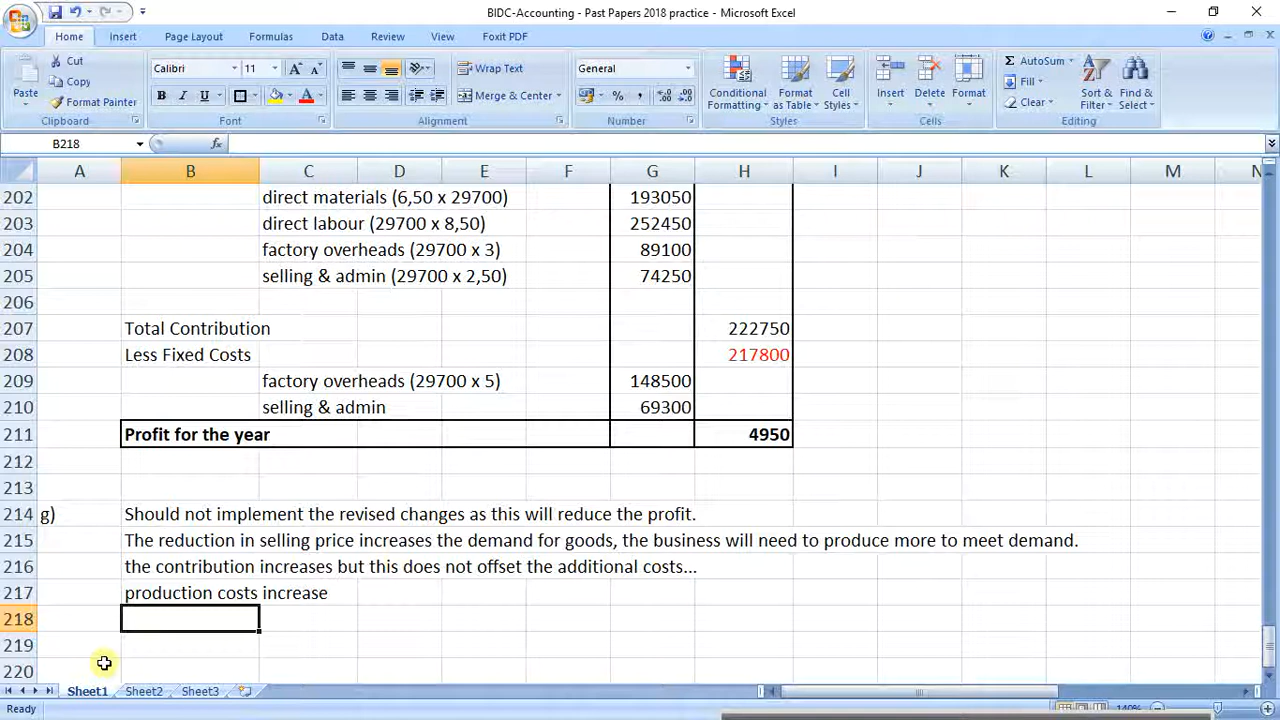 BIDC-Accounting - Past Papers 2018 practice - Microsoft Excel
Home Insert Page Layout Formulas Data Review View Foxit PDF
Paste Cut Copy Format Painter Clipboard
Calibri 11 B I U A Font
Wrap Text Merge & Center Alignment
General % , Number
Conditional Formatting Format as Table Cell Styles Styles
Insert Delete Format Cells
Σ AutoSum Fill Clear Sort & Filter Find & Select Editing
B218 fx
A B C D E F G H I J K L M N
202 direct materials (6,50 x 29700) 193050
203 direct labour (29700 x 8,50) 252450
204 factory overheads (29700 x 3) 89100
205 selling & admin (29700 x 2,50) 74250
206
207 Total Contribution 222750
208 Less Fixed Costs 217800
209 factory overheads (29700 x 5) 148500
210 selling & admin 69300
211 Profit for the year 4950
212
213
214 g) Should not implement the revised changes as this will reduce the profit.
215 The reduction in selling price increases the demand for goods, the business will need to produce more to meet demand.
216 the contribution increases but this does not offset the additional costs...
217 production costs increase
218
219
220
Sheet1 Sheet2 Sheet3
Ready 140%